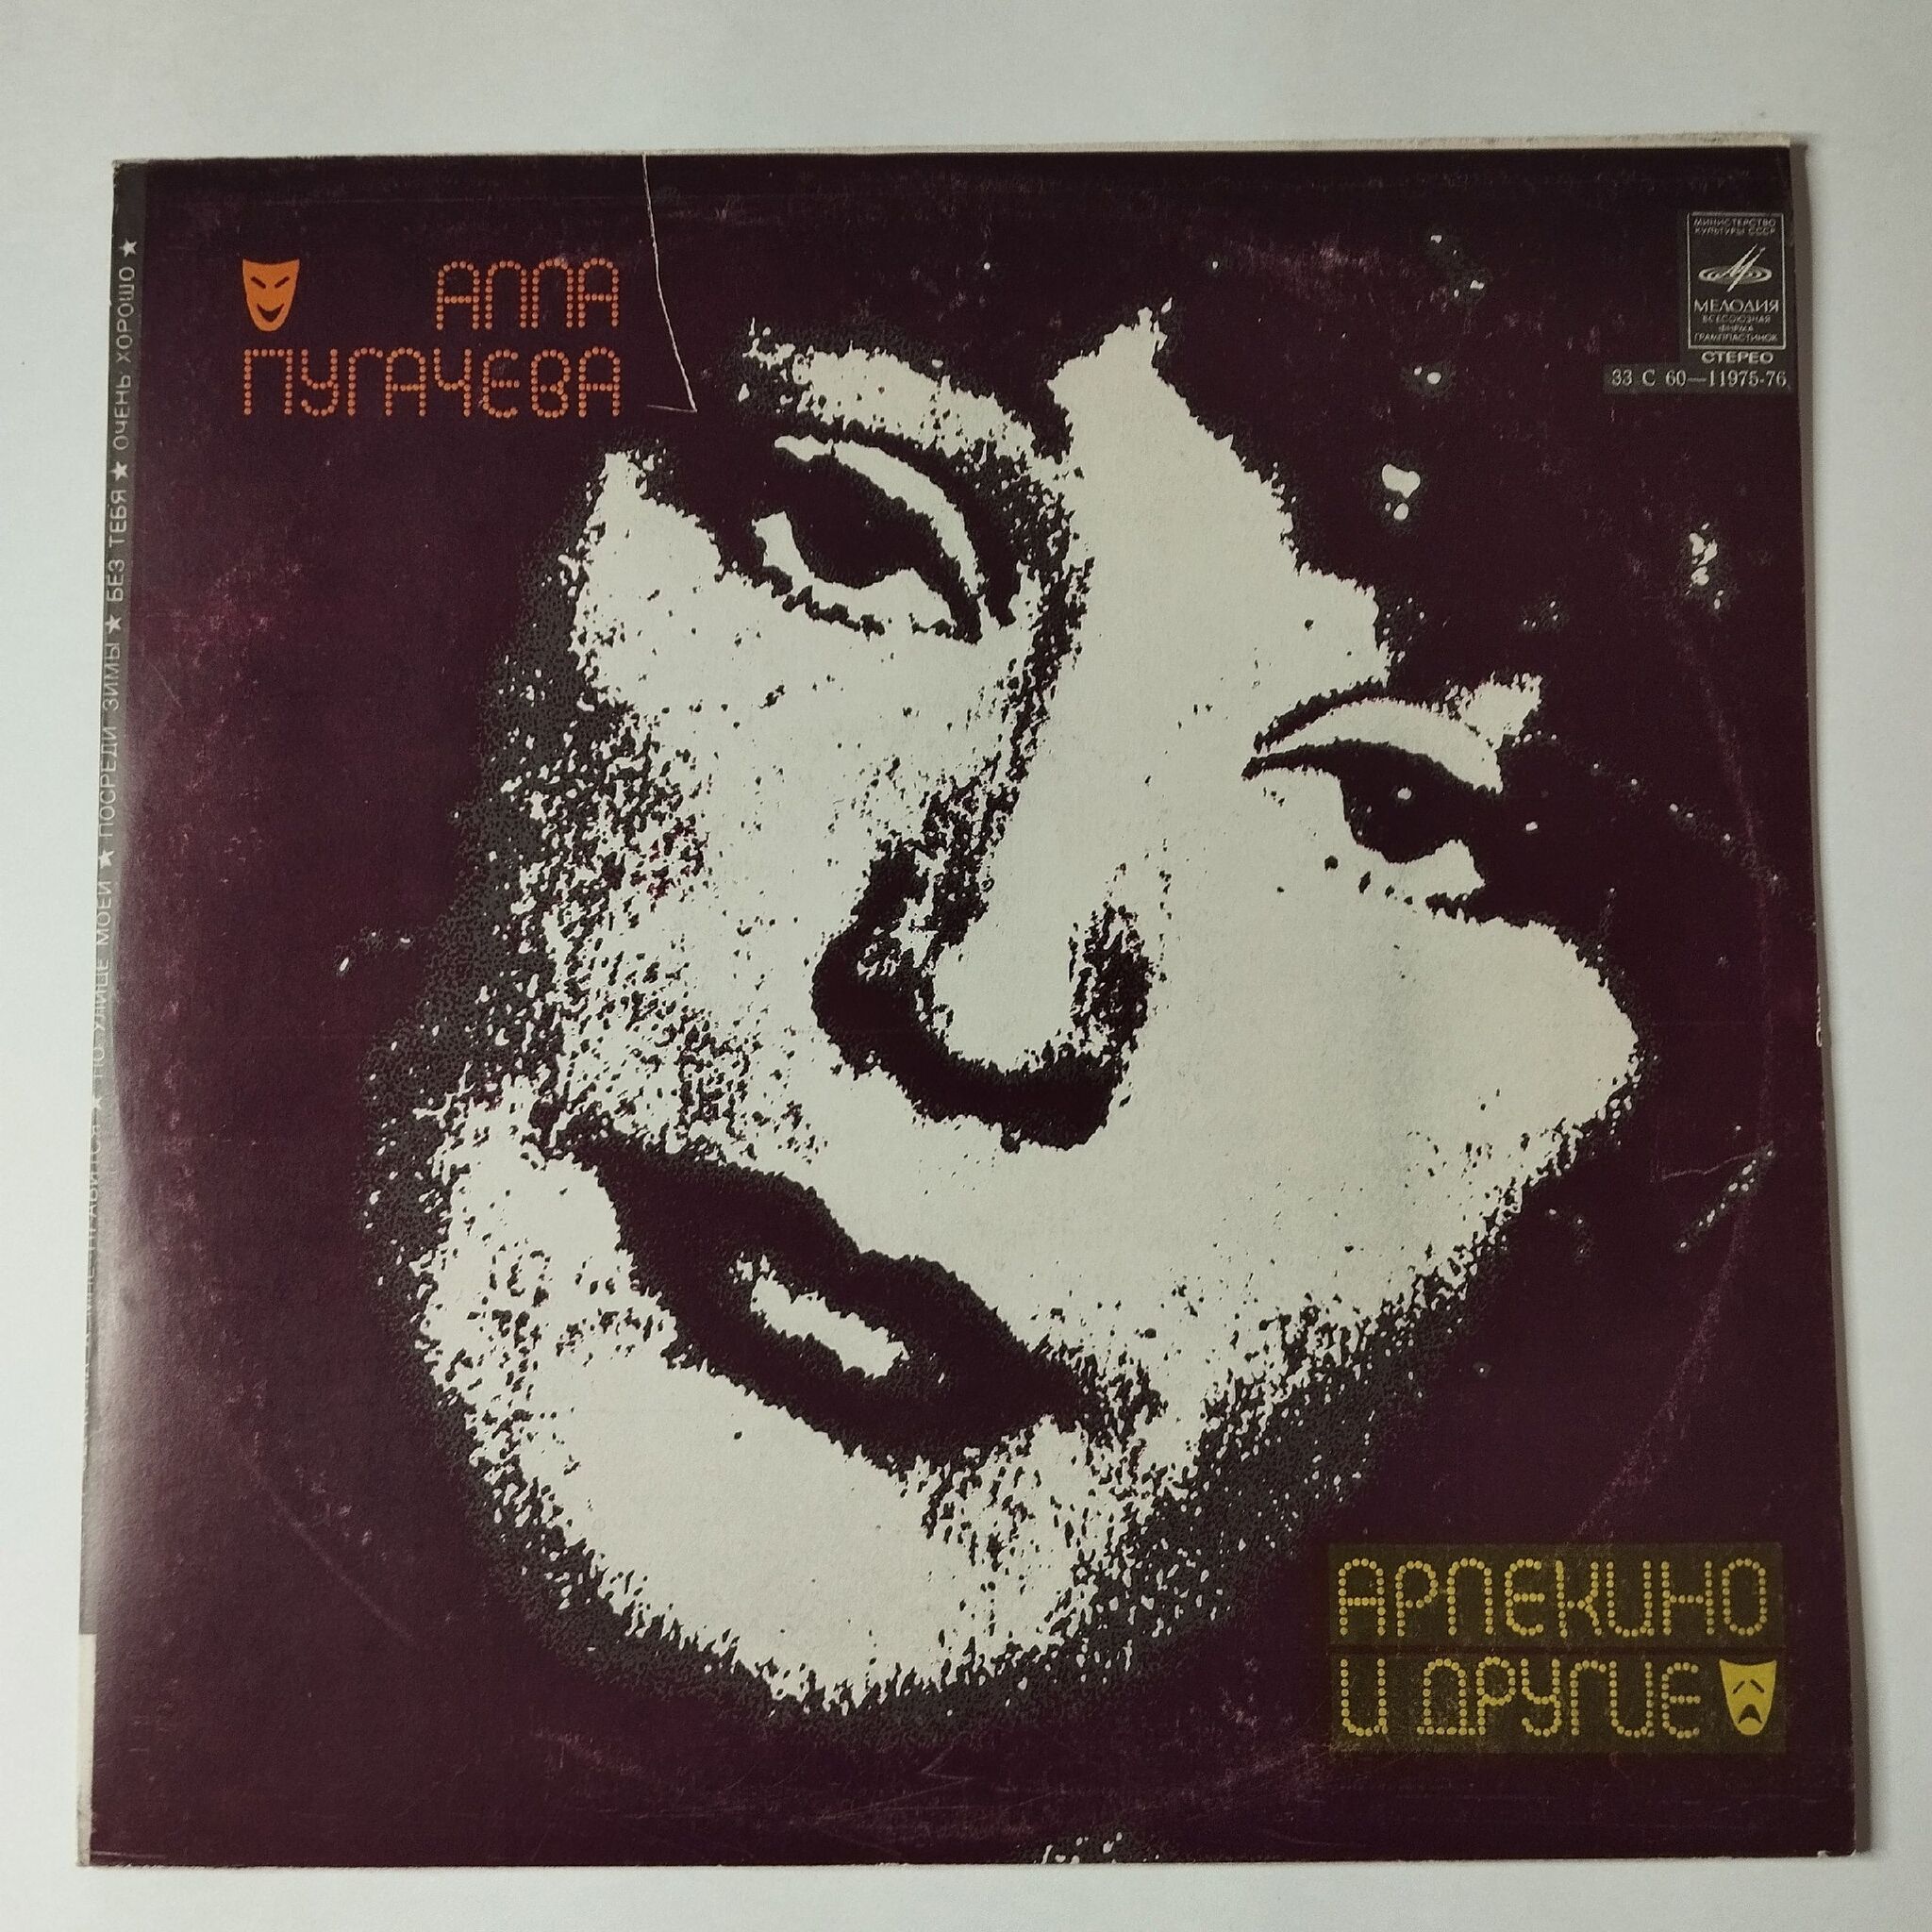 АЛЛА
ПУГАЧЕВА
МИНИСТЕРСТВО
КУЛЬТУРЫ СССР
МЕЛОДИЯ
ВСЕСОЮЗНАЯ
ФИРМА
ГРАМПЛАСТИНОК
СТЕРЕО
33 С 60—11975-76
НРАВИТСЯ ★ ПО УЛИЦЕ МОЕЙ ★ ПОСРЕДИ ЗИМЫ ★ БЕЗ ТЕБЯ ★ ОЧЕНЬ ХОРОШО ★
АРЛЕКИНО
И ДРУГИЕ